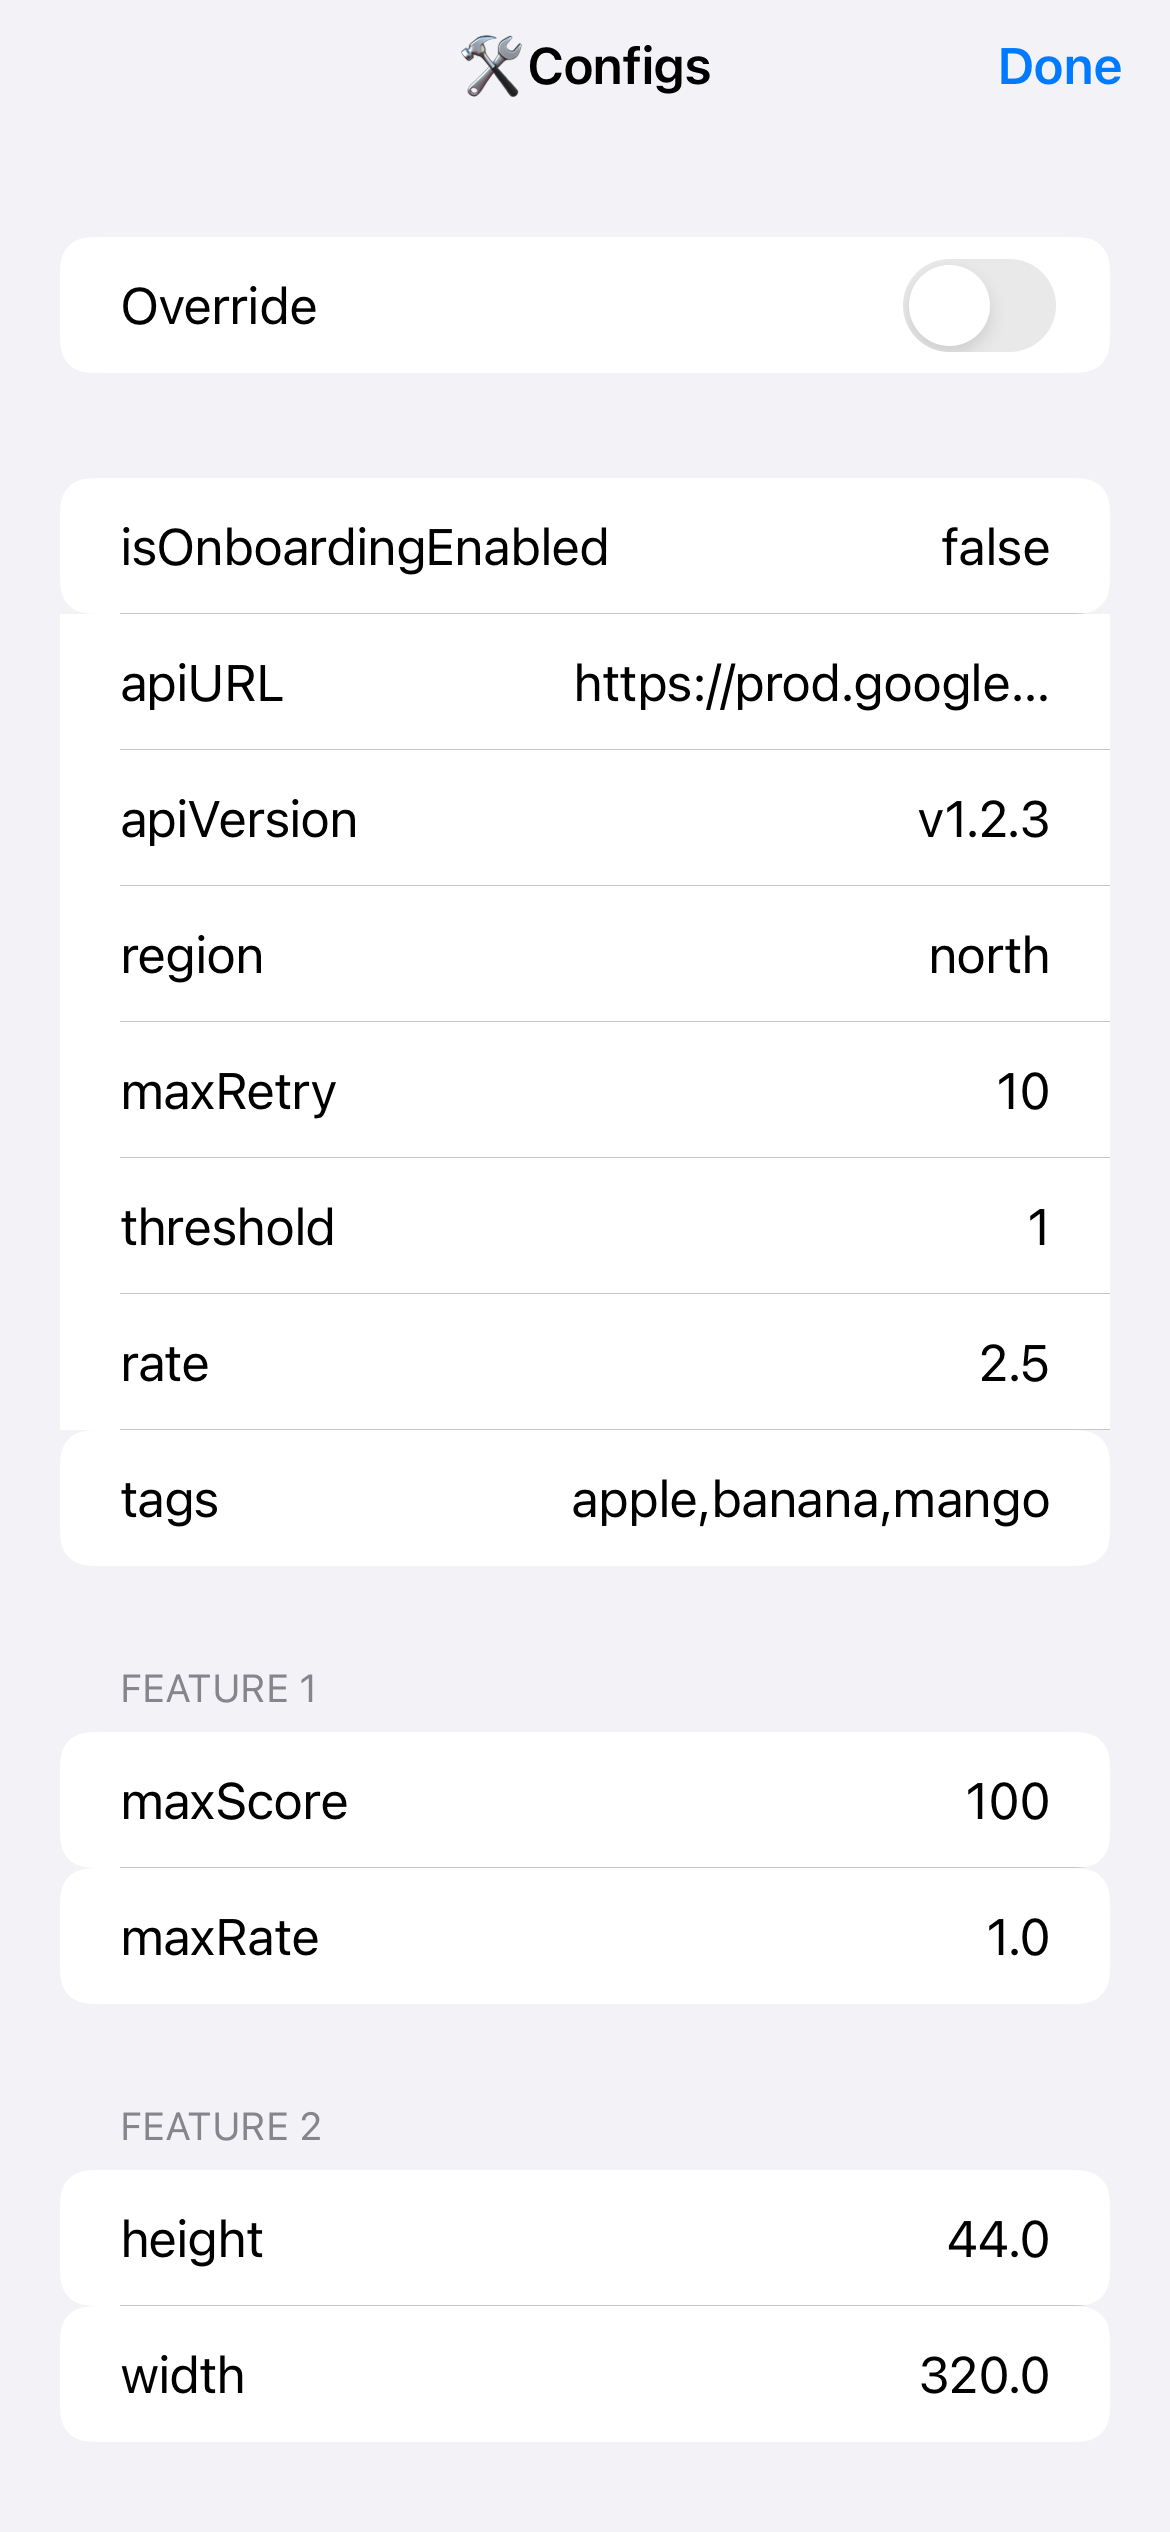 🛠Configs
Done
Override
isOnboardingEnabled false
apiURL https://prod.google...
apiVersion v1.2.3
region north
maxRetry 10
threshold 1
rate 2.5
tags apple,banana,mango
FEATURE 1
maxScore 100
maxRate 1.0
FEATURE 2
height 44.0
width 320.0